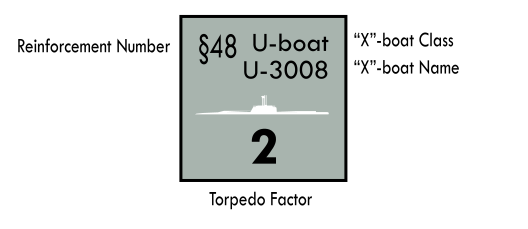 Reinforcement Number
§48 U-boat
U-3008
2
"X"-boat Class
"X"-boat Name
Torpedo Factor